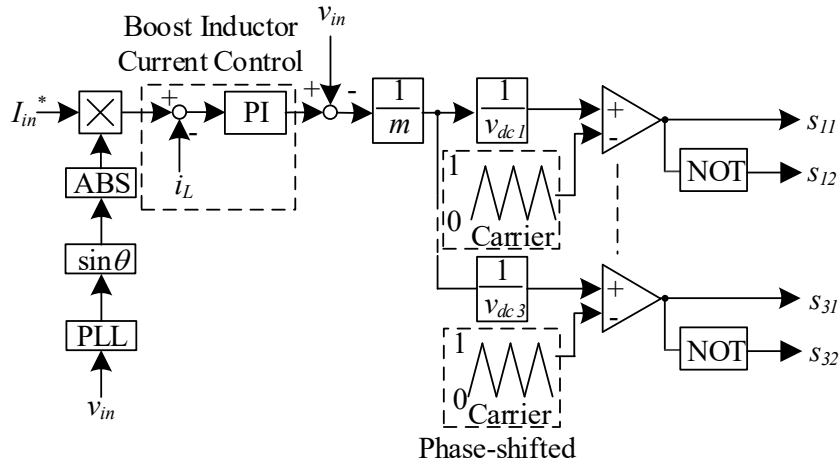 Boost Inductor
Current Control
v_in
I_in*
×
+
-
PI
+
-
1
m
1
v_dc1
+
-
s_11
ABS
i_L
1
0
Carrier
NOT
s_12
sinθ
1
v_dc3
+
-
s_31
PLL
1
0
Carrier
NOT
s_32
v_in
Phase-shifted